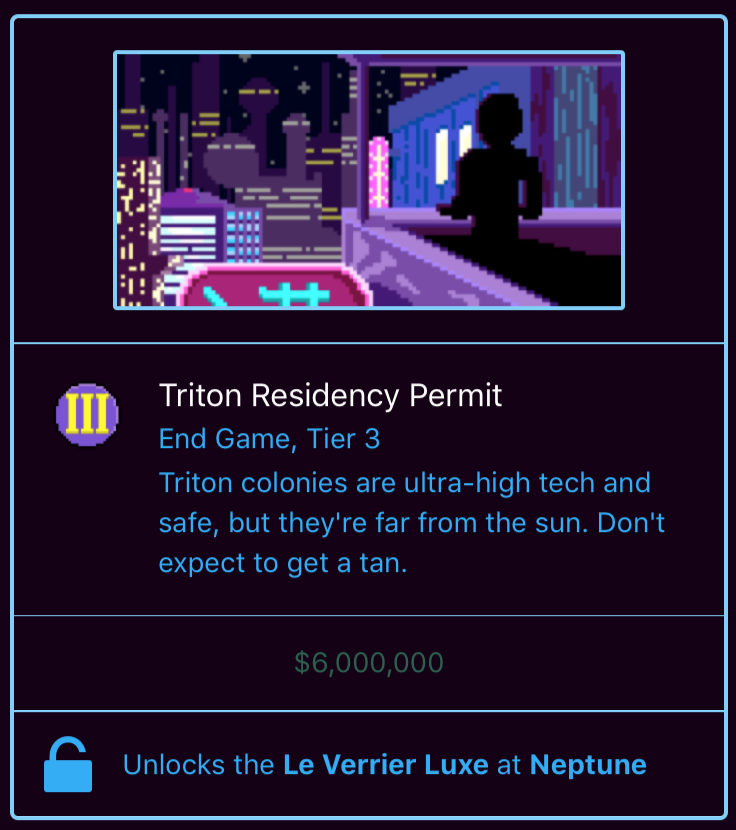 III
Triton Residency Permit
End Game, Tier 3
Triton colonies are ultra-high tech and
safe, but they're far from the sun. Don't
expect to get a tan.
$6,000,000
Unlocks the Le Verrier Luxe at Neptune